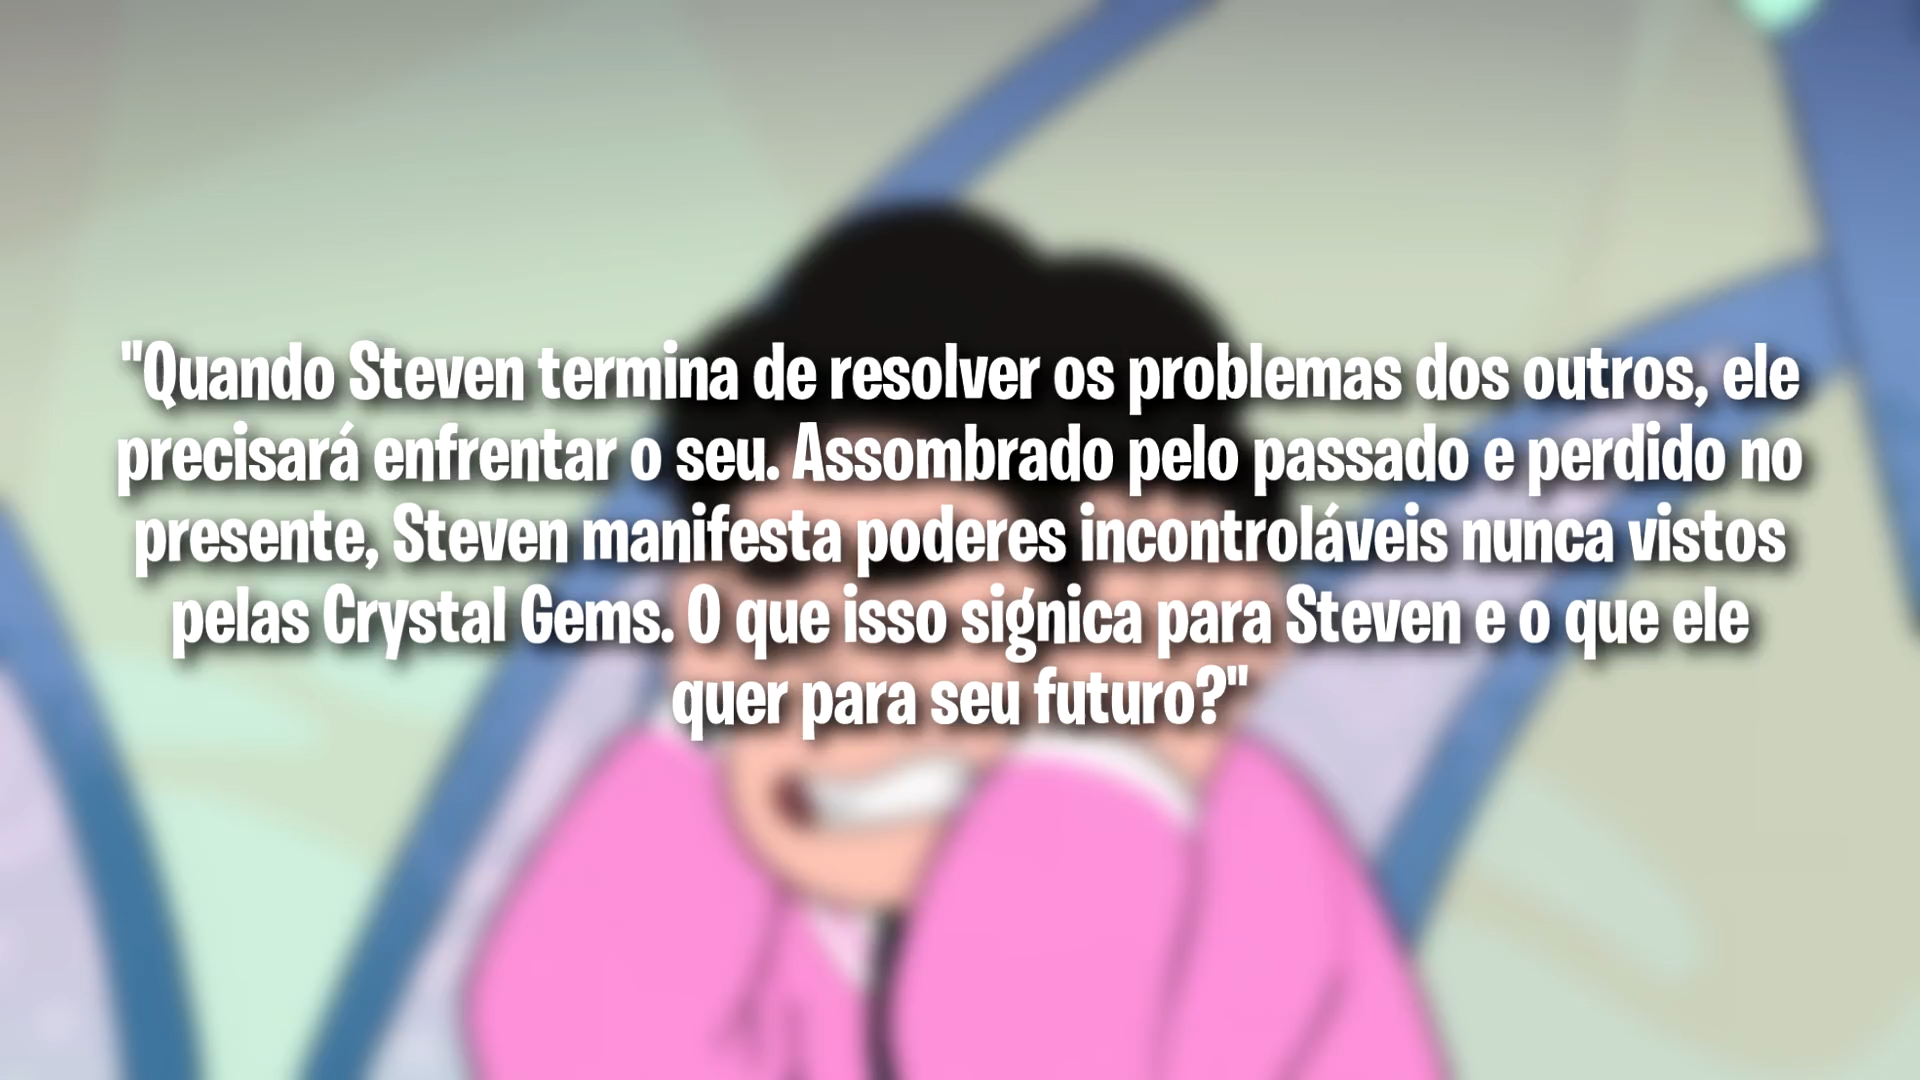 "Quando Steven termina de resolver os problemas dos outros, ele
precisará enfrentar o seu. Assombrado pelo passado e perdido no
presente, Steven manifesta poderes incontroláveis nunca vistos
pelas Crystal Gems. O que isso signica para Steven e o que ele
quer para seu futuro?"